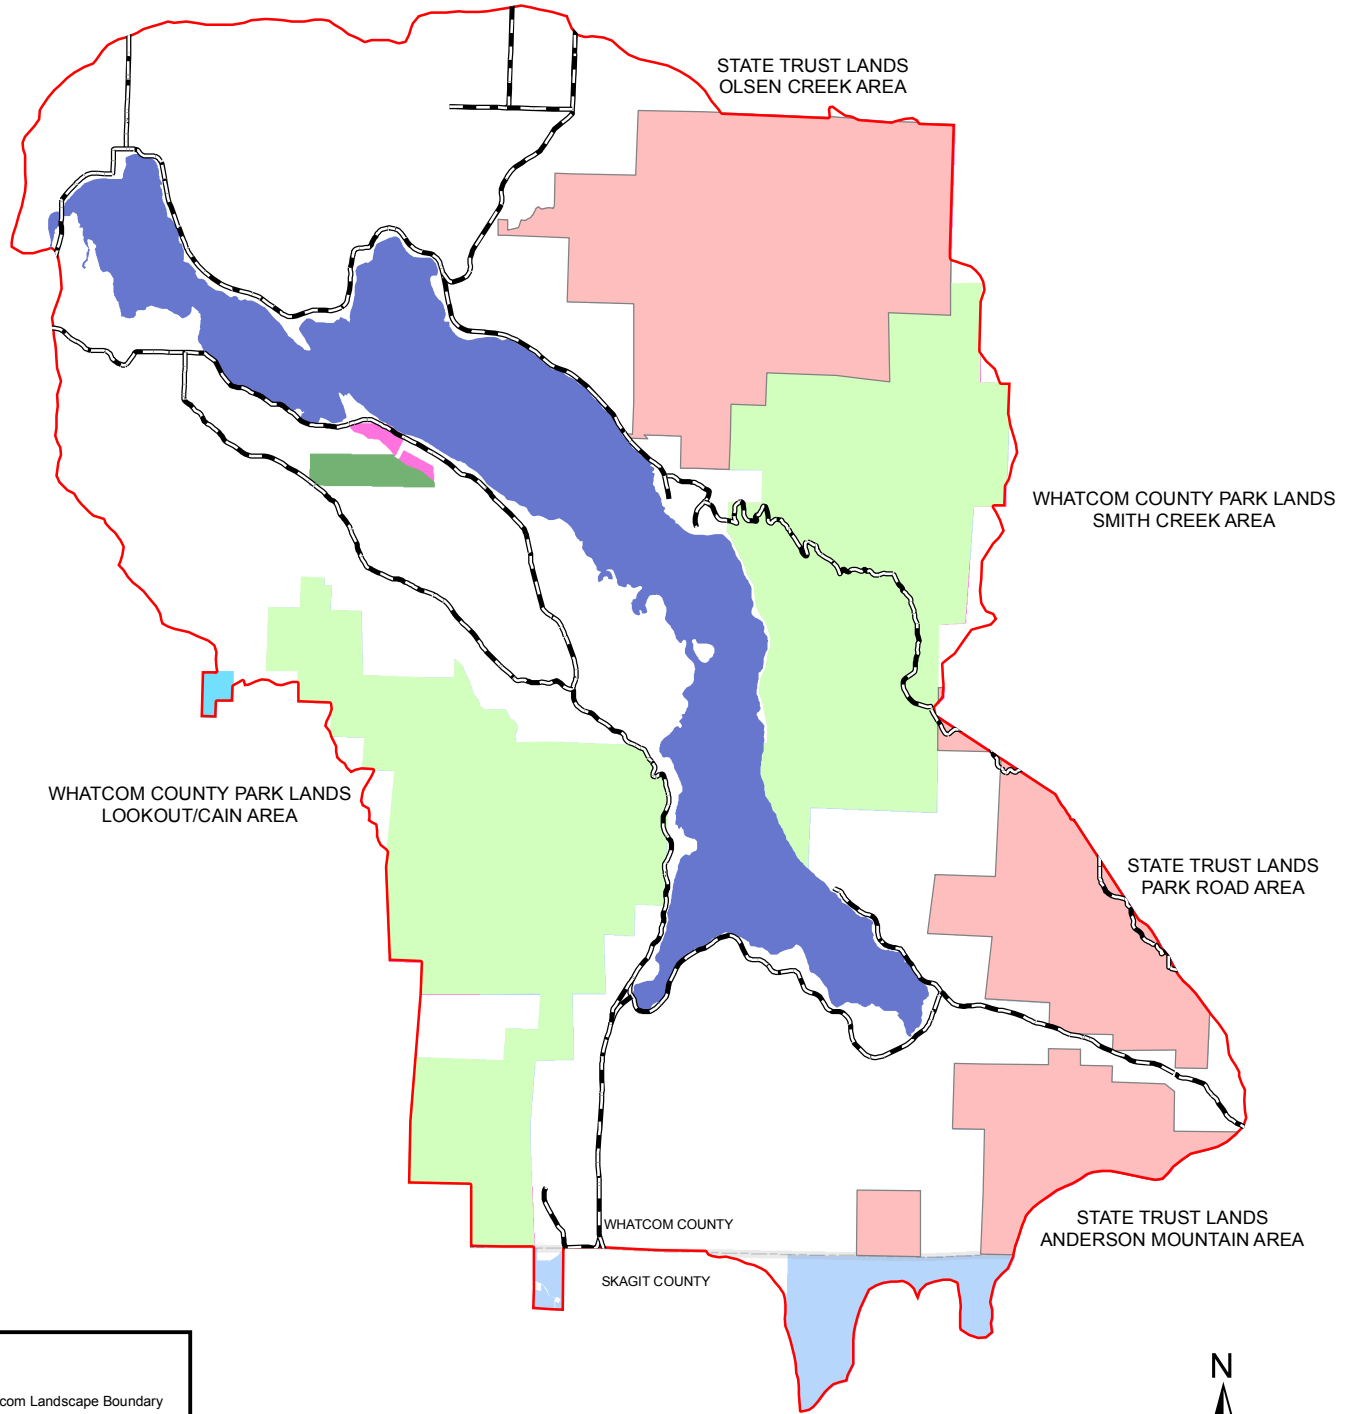 STATE TRUST LANDS
OLSEN CREEK AREA
WHATCOM COUNTY PARK LANDS
SMITH CREEK AREA
WHATCOM COUNTY PARK LANDS
LOOKOUT/CAIN AREA
STATE TRUST LANDS
PARK ROAD AREA
STATE TRUST LANDS
ANDERSON MOUNTAIN AREA
WHATCOM COUNTY
SKAGIT COUNTY
N
com Landscape Boundary